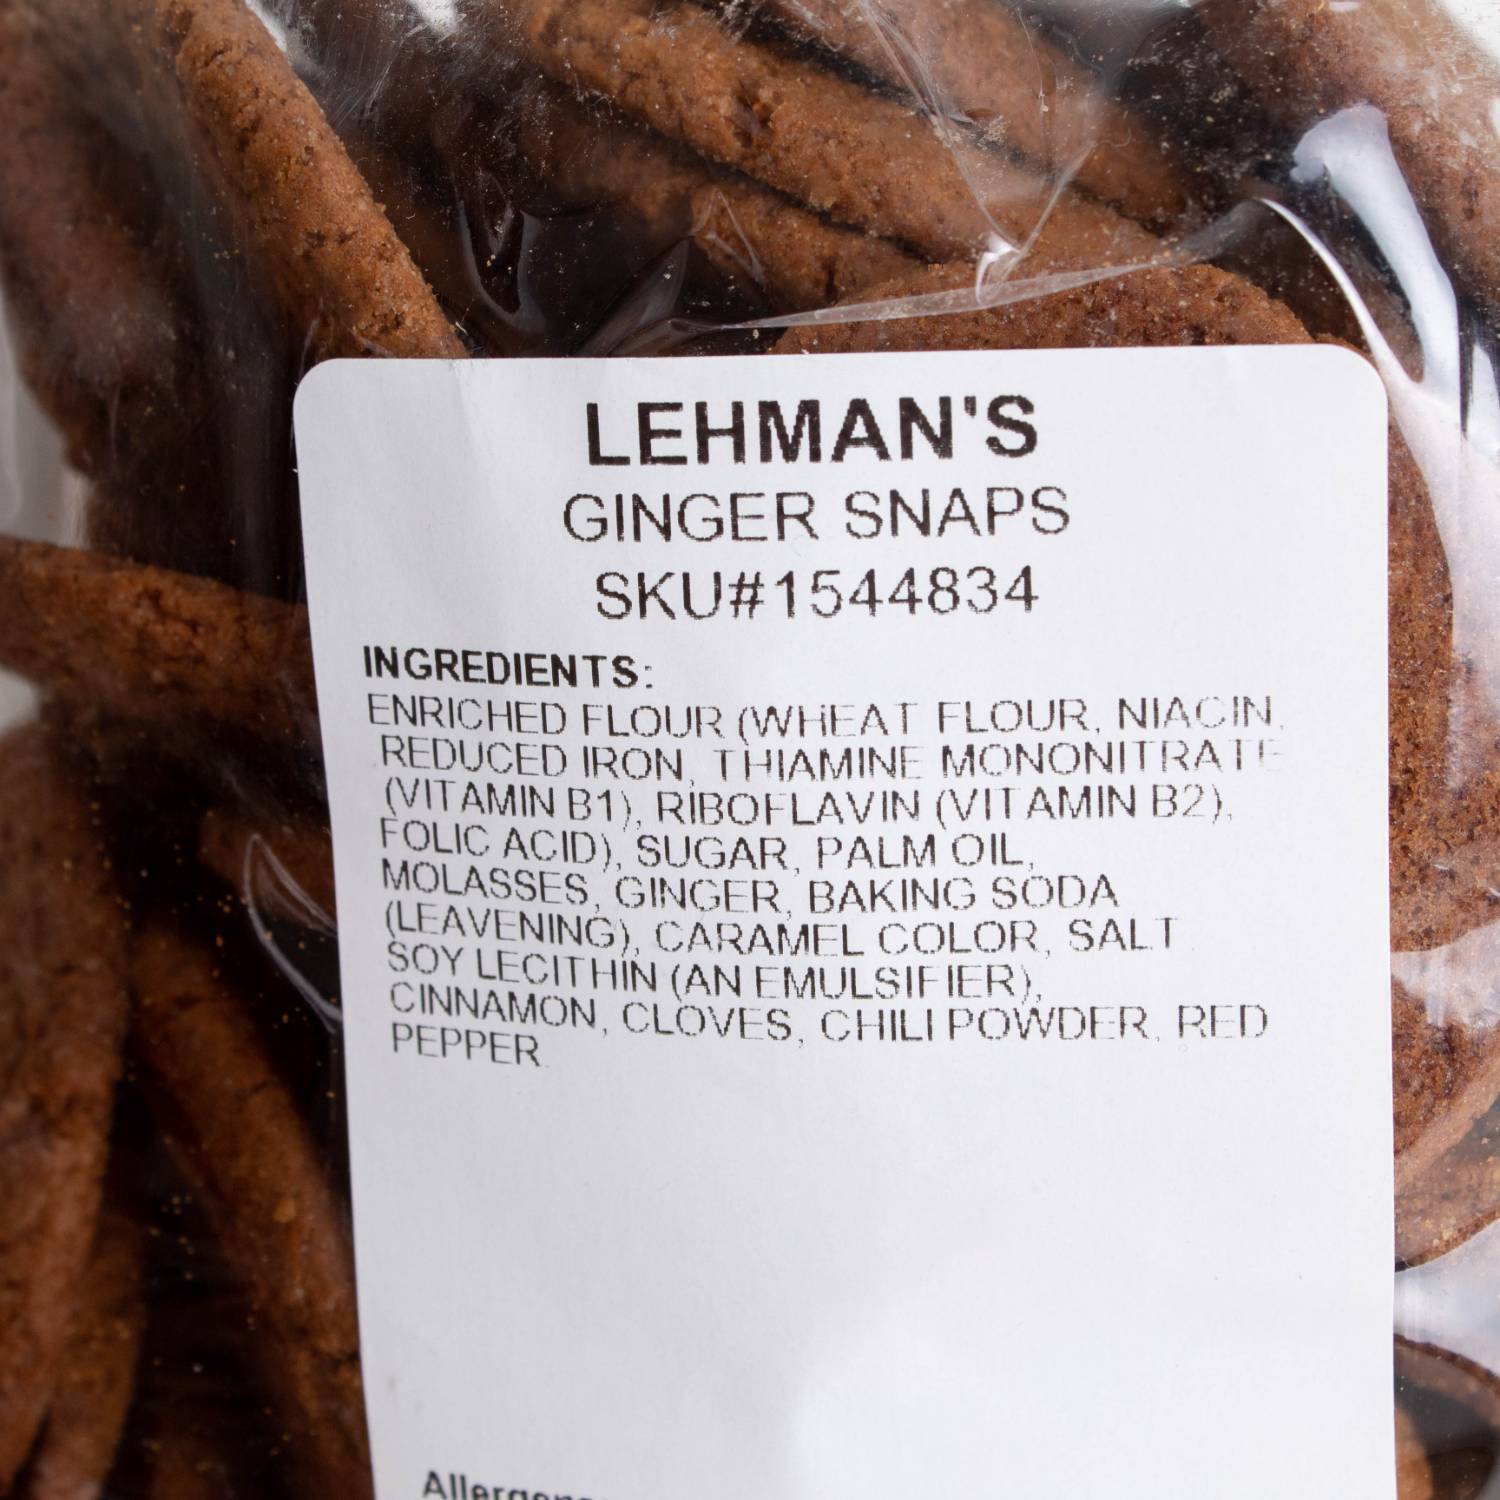 LEHMAN'S
GINGER SNAPS
SKU#1544834
INGREDIENTS:
ENRICHED FLOUR (WHEAT FLOUR, NIACIN,
REDUCED IRON, THIAMINE MONONITRATE
(VITAMIN B1), RIBOFLAVIN (VITAMIN B2),
FOLIC ACID), SUGAR, PALM OIL,
MOLASSES, GINGER, BAKING SODA
(LEAVENING), CARAMEL COLOR, SALT
SOY LECITHIN (AN EMULSIFIER),
CINNAMON, CLOVES, CHILI POWDER, RED
PEPPER.